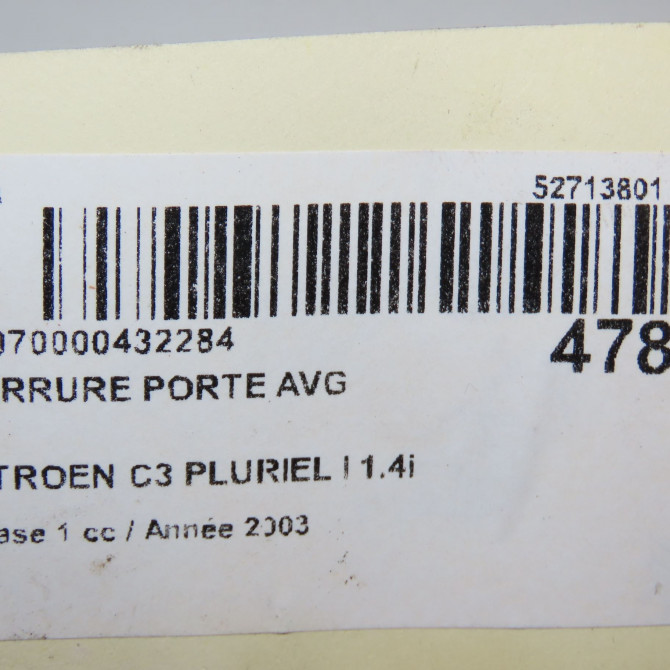 52713801
070000432284
478
RRURE PORTE AVG
TROEN C3 PLURIEL I 1.4i
ase 1 cc / Année 2003